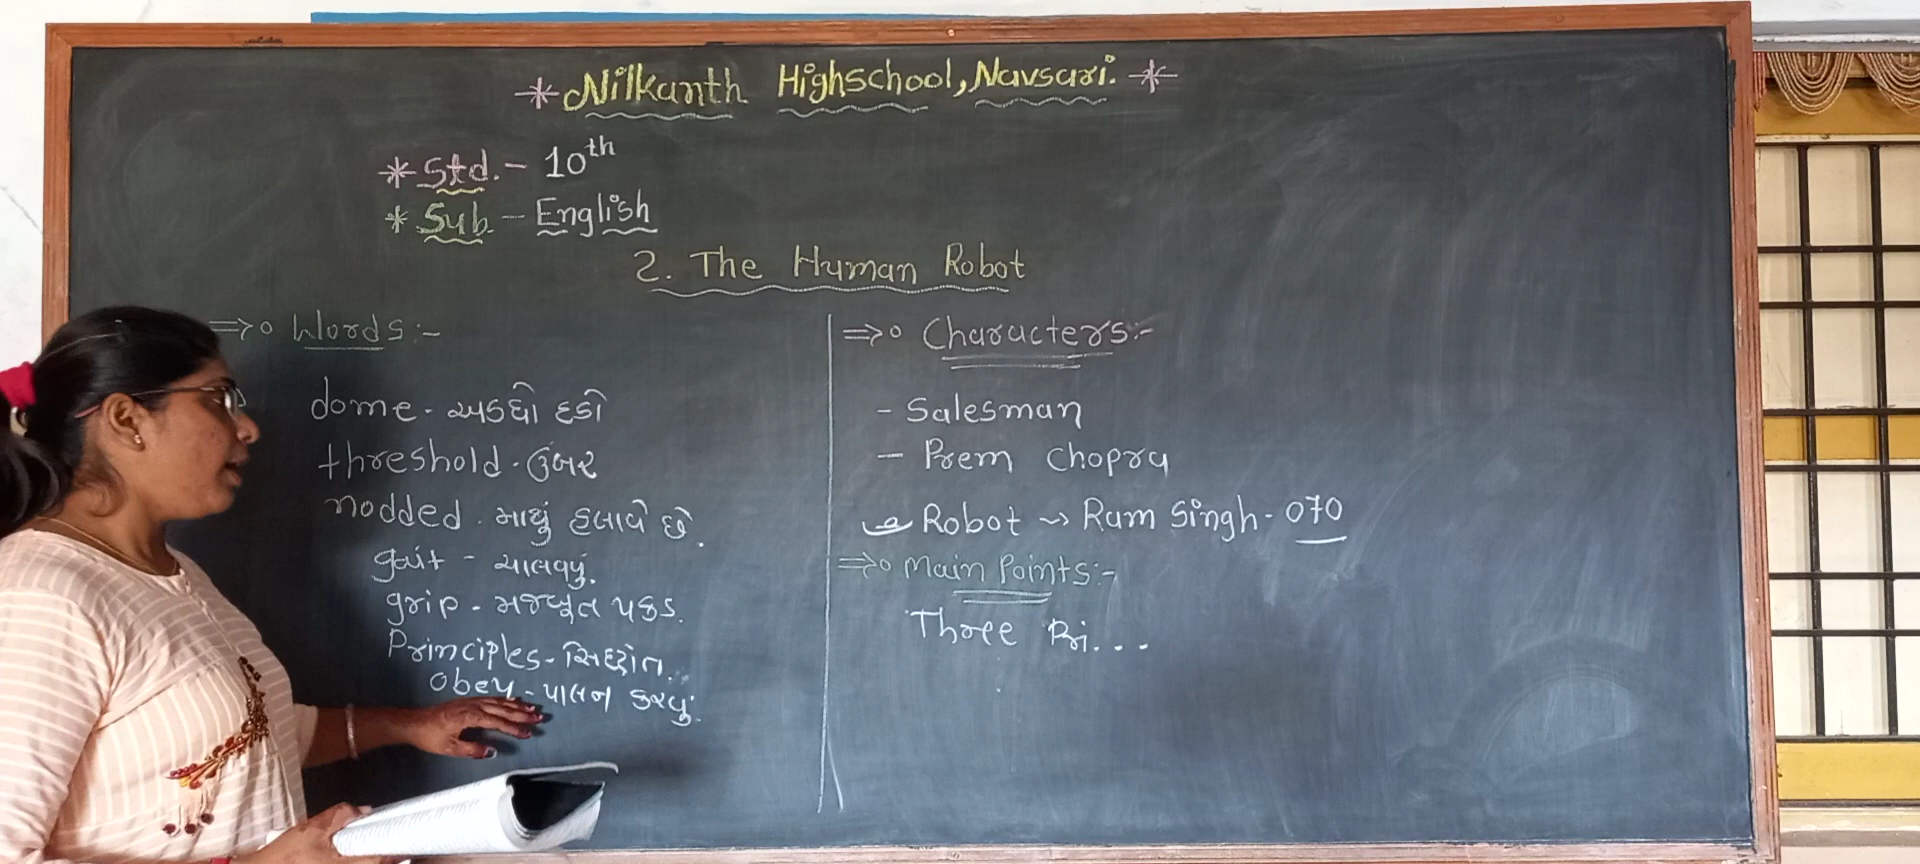 * Nilkanth Highschool, Navsari. *
* Std. - 10th
* Sub - English
2. The Human Robot
⇒ Words :-
dome - અડધો દડો
threshold - ઉંબર
nodded - માથું હલાવે છે.
gait - ચાલવું.
grip - મજબૂત પકડ.
Principles - સિદ્ધાંત.
obey - પાલન કરવું.
⇒ Characters :-
- Salesman
- Prem Chopra
Robot → Ram Singh - 070
⇒ Main Points :-
Three Pri...